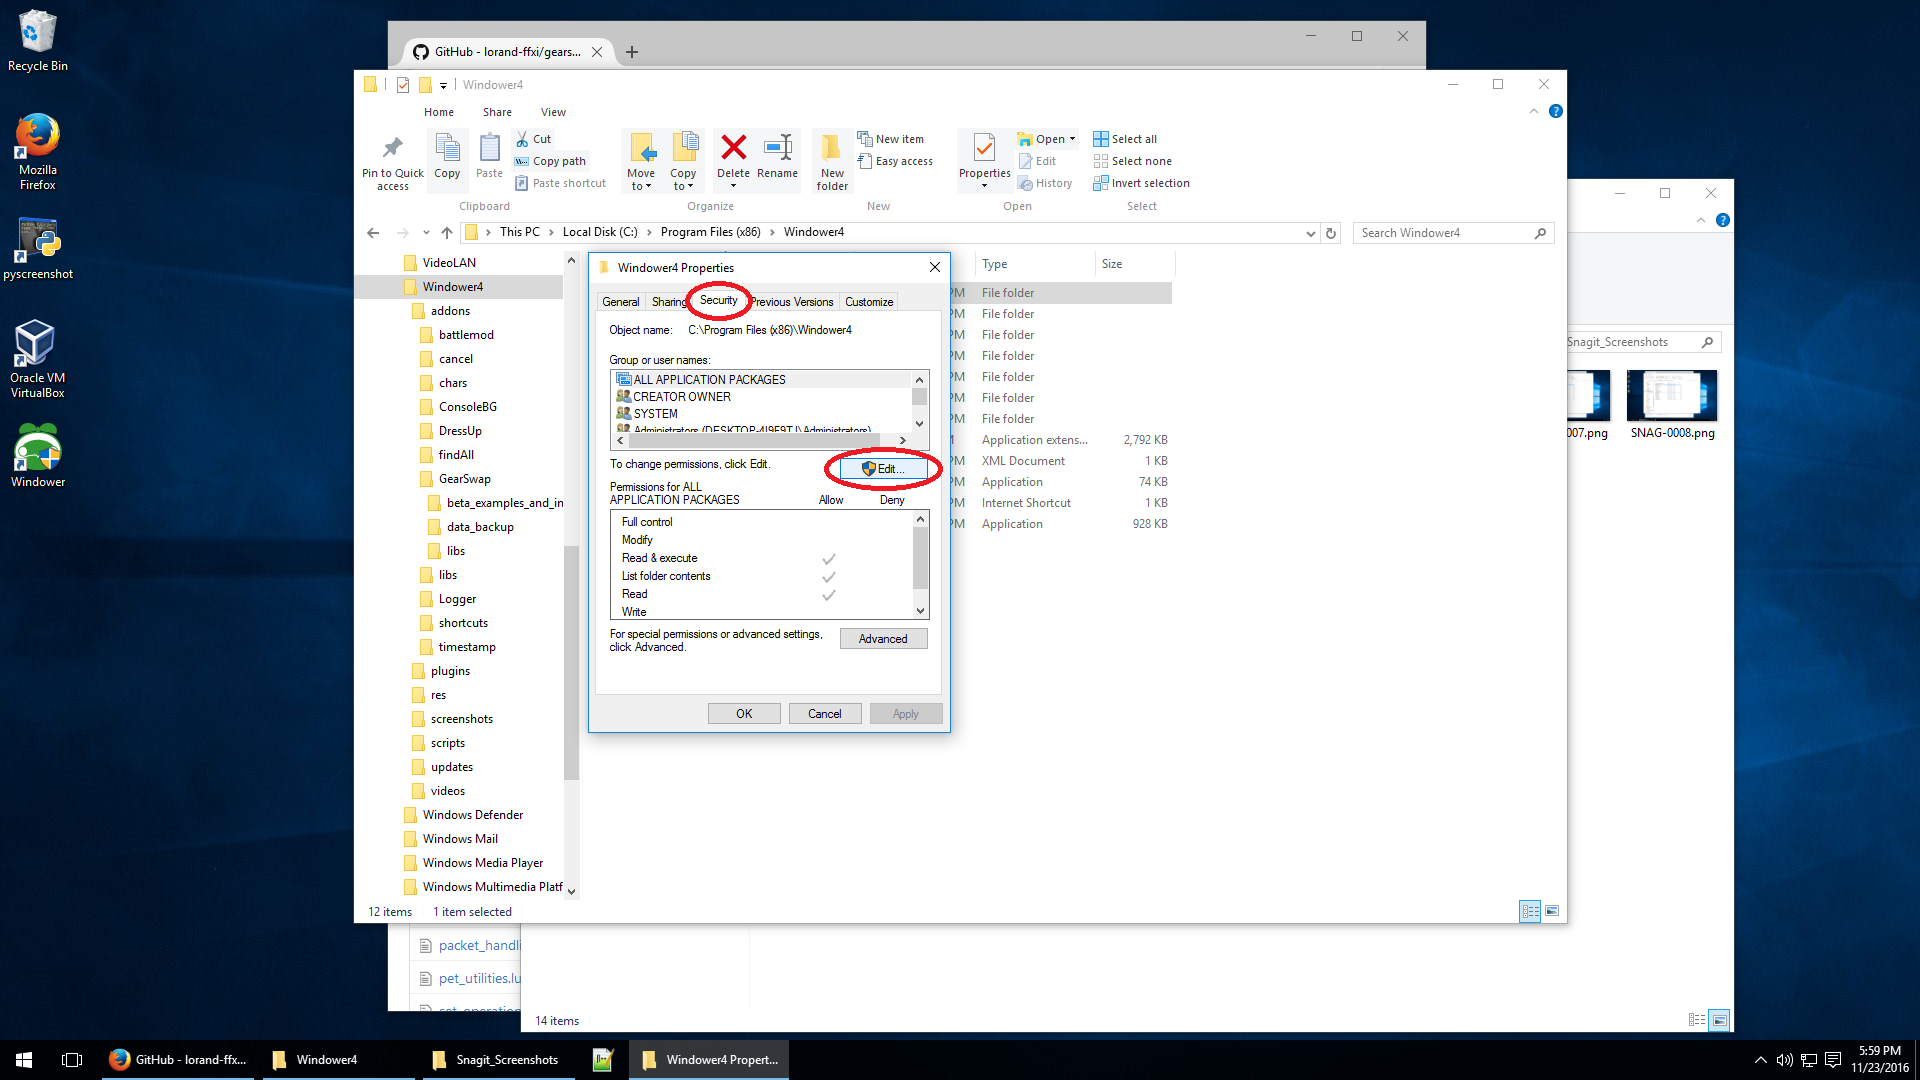 Recycle Bin
Mozilla
Firefox
pyscreenshot
Oracle VM
VirtualBox
Windower
GitHub - lorand-ffxi/gears...
Windower4
Home
Share
View
Pin to Quick
access
Copy
Paste
Cut
Copy path
Paste shortcut
Clipboard
Move
to
Copy
to
Delete
Rename
Organize
New
folder
New item
Easy access
New
Properties
Open
Edit
History
Open
Select all
Select none
Invert selection
Select
This PC
Local Disk (C:)
Program Files (x86)
Windower4
Search Windower4
VideoLAN
Windower4
addons
battlemod
cancel
chars
ConsoleBG
DressUp
findAll
GearSwap
beta_examples_and_in
data_backup
libs
libs
Logger
shortcuts
timestamp
plugins
res
screenshots
scripts
updates
videos
Windows Defender
Windows Mail
Windows Media Player
Windows Multimedia Platf
12 items
1 item selected
Windower4 Properties
General
Sharing
Security
Previous Versions
Customize
Object name: C:\Program Files (x86)\Windower4
Group or user names:
ALL APPLICATION PACKAGES
CREATOR OWNER
SYSTEM
To change permissions, click Edit.
Edit...
Permissions for ALL
APPLICATION PACKAGES
Allow
Deny
Full control
Modify
Read & execute
List folder contents
Read
Write
For special permissions or advanced settings,
click Advanced.
Advanced
OK
Cancel
Apply
Type
Size
PM File folder
File folder
PM File folder
PM File folder
PM File folder
PM File folder
PM File folder
Application extens... 2,792 KB
PM XML Document 1 KB
PM Application 74 KB
PM Internet Shortcut 1 KB
PM Application 928 KB
Snagit_Screenshots
007.png
SNAG-0008.png
packet_handli
pet_utilities.lu
14 items
GitHub - lorand-ffx...
Windower4
Snagit_Screenshots
Windower4 Propert...
5:59 PM
11/23/2016